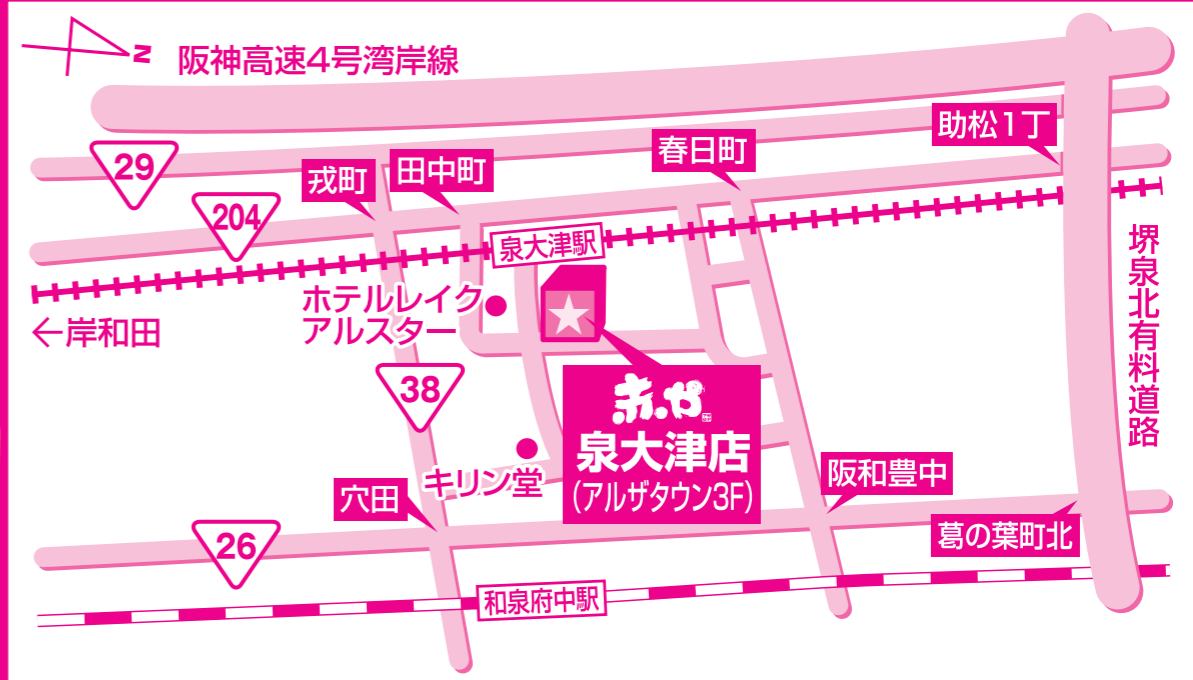 N
阪神高速4号湾岸線
助松1丁
春日町
田中町
戎町
29
204
泉大津駅
堺泉北有料道路
ホテルレイク
アルスター
←岸和田
38
赤から
泉大津店
(アルザタウン3F)
キリン堂
阪和豊中
穴田
葛の葉町北
26
和泉府中駅